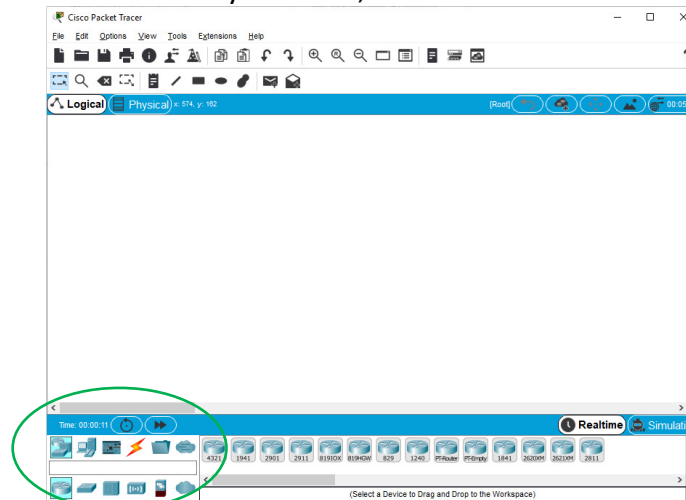 Cisco Packet Tracer
File Edit Options View Tools Extensions Help
Logical Physical x: 574, y: 162 [Root] 00:05
Time: 00:00:11 Realtime Simulati
4321 1941 2901 2911 819IOX 819HGW 829 1240 PT-Router PT-Empty 1841 2620XM 2621XM 2811
(Select a Device to Drag and Drop to the Workspace)